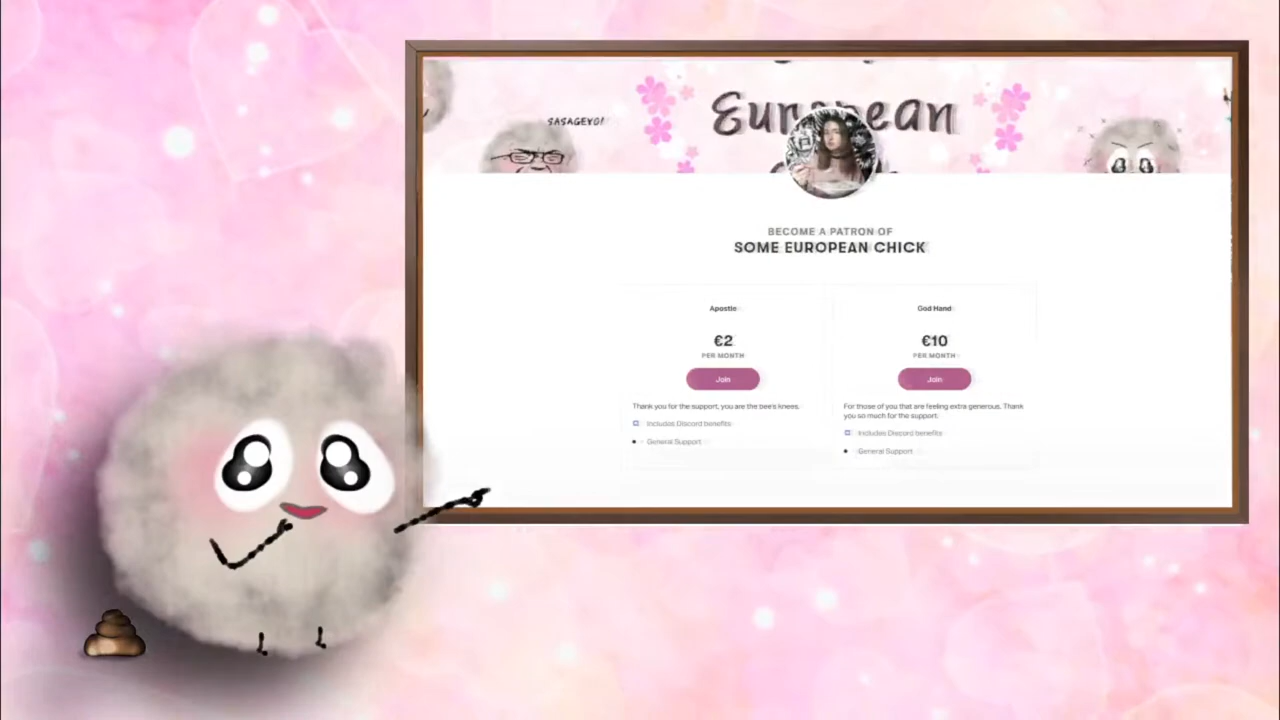 SASAGEYO!
European
BECOME A PATRON OF
SOME EUROPEAN CHICK
Apostle
€2
PER MONTH
Join
Thank you for the support, you are the bee's knees.
Includes Discord benefits
• General Support
God Hand
€10
PER MONTH
Join
For those of you that are feeling extra generous. Thank
you so much for the support.
Includes Discord benefits
• General Support